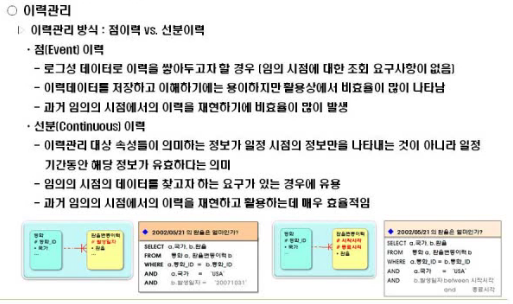 ○ 이력관리
▷ 이력관리 방식 : 점이력 vs. 선분이력
· 점(Event) 이력
- 로그성 데이터로 이력을 쌓아두고자 할 경우 (임의 시점에 대한 조회 요구사항이 없음)
- 이력데이터를 저장하고 이해하기에는 용이하지만 활용상에서 비효율이 많이 나타남
- 과거 임의의 시점에서의 이력을 재현하기에 비효율이 많이 발생
· 선분(Continuous) 이력
- 이력관리 대상 속성들이 의미하는 정보가 일정 시점의 정보만을 나타내는 것이 아니라 일정
기간동안 해당 정보가 유효하다는 의미
- 임의의 시점의 데이터를 찾고자 하는 요구가 있는 경우에 유용
- 과거 임의의 시점에서의 이력을 재현하고 활용하는데 매우 효율적임
통화
# 통화_ID
* 국가
...
환율변동이력
# 발생일자
* 환율
...
◆ 2002/05/21 의 환율은 얼마인가?
SELECT a.국가, b.환율
FROM 통화 a, 환율변동이력 b
WHERE a.통화_ID = b.통화_ID
AND a.국가 = 'USA'
AND b.발생일자 = '20071031'
통화
# 통화_ID
* 국가
...
환율변동이력
# 시작시각
# 종료시각
* 환율
◆ 2002/05/21 의 환율은 얼마인가?
SELECT a.국가, b.환율
FROM 통화 a, 환율변동이력 b
WHERE a.통화_ID = b.통화_ID
AND a.국가 = 'USA'
AND b.발생일자 between 시작시각
and 종료시각